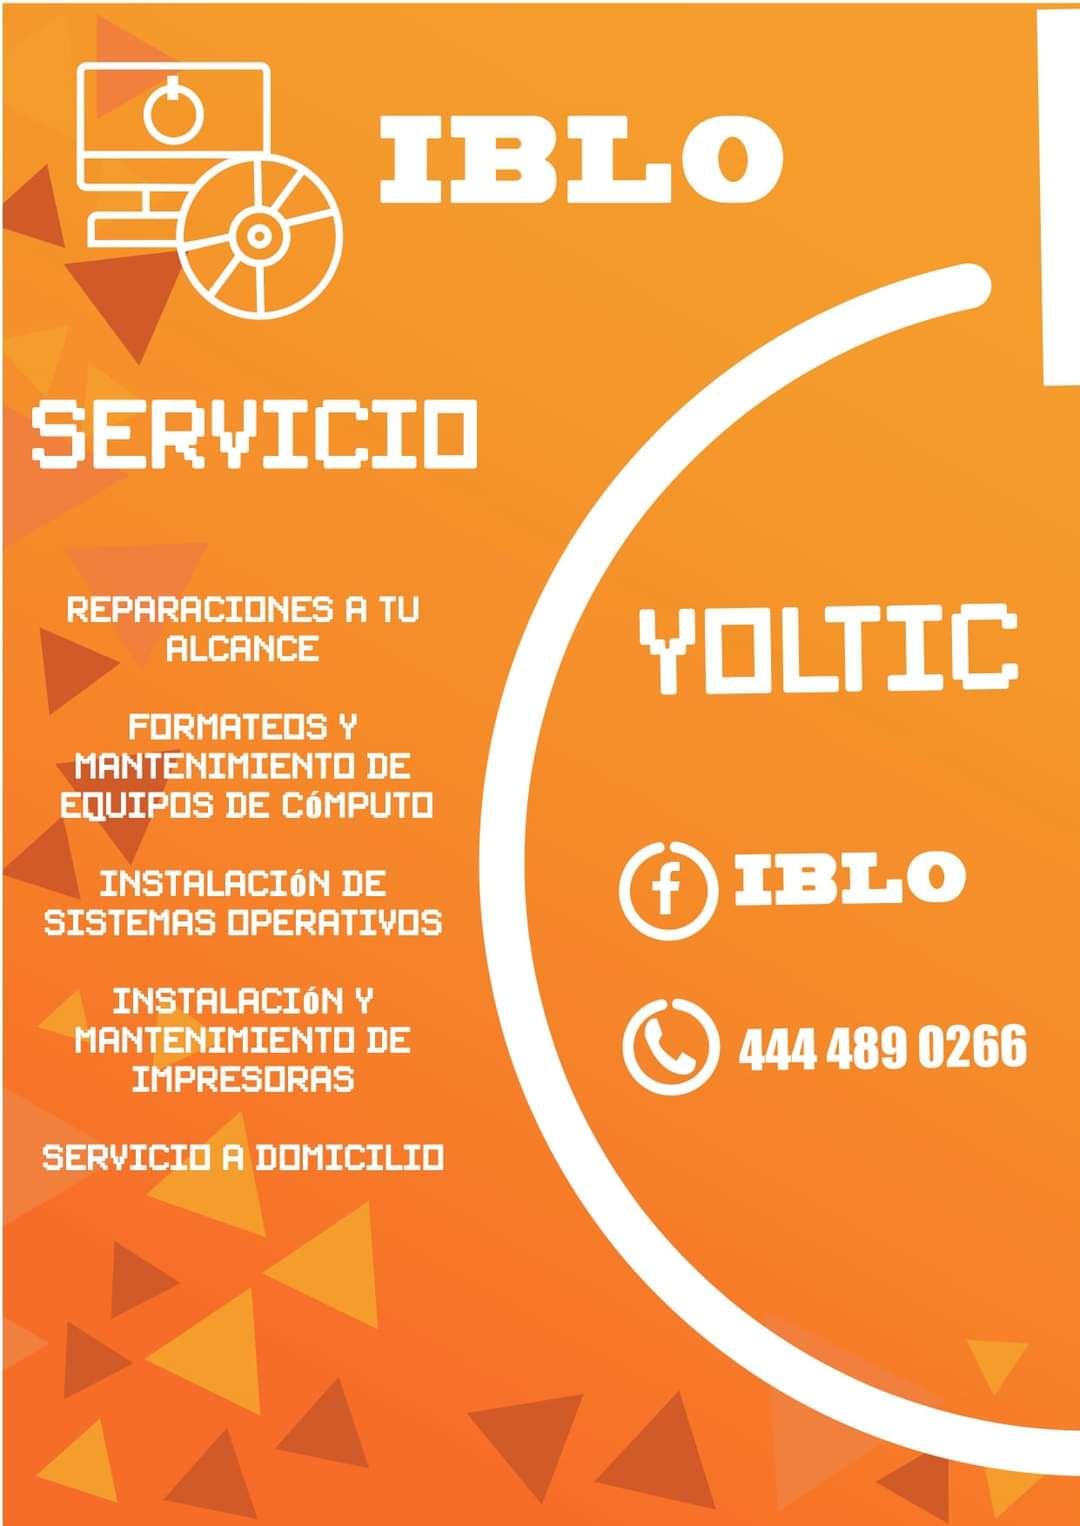 IBLO
SERVICIO
REPARACIONES A TU
ALCANCE
FORMATEOS Y
MANTENIMIENTO DE
EQUIPOS DE CóMPUTO
INSTALACIóN DE
SISTEMAS OPERATIVOS
INSTALACIóN Y
MANTENIMIENTO DE
IMPRESORAS
SERVICIO A DOMICILIO
YOLTIC
IBLO
444 489 0266